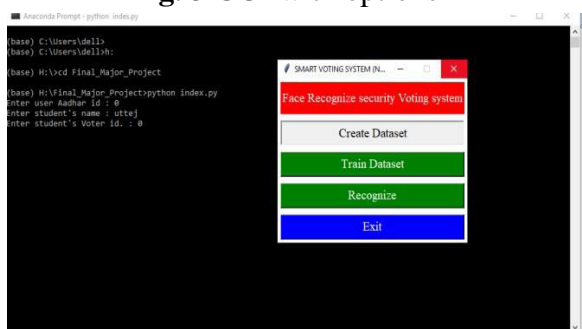 Anaconda Prompt - python index.py
(base) C:\Users\dell>
(base) C:\Users\dell>h:
(base) H:\>cd Final_Major_Project
(base) H:\Final_Major_Project>python index.py
Enter user Aadhar id : 0
Enter student's name : uttej
Enter student's Voter id. : 0
SMART VOTING SYSTEM (N...
Face Recognize security Voting system
Create Dataset
Train Dataset
Recognize
Exit